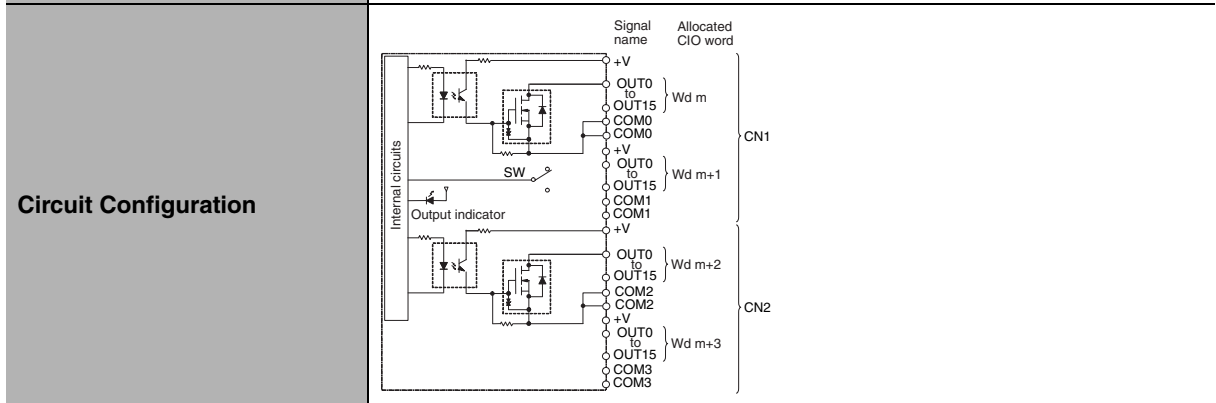 Circuit Configuration
Signal name
Allocated CIO word
Internal circuits
+V
OUT0
to
OUT15
Wd m
COM0
COM0
CN1
+V
OUT0
to
OUT15
Wd m+1
SW
COM1
COM1
Output indicator
+V
OUT0
to
OUT15
Wd m+2
COM2
COM2
CN2
+V
OUT0
to
OUT15
Wd m+3
COM3
COM3